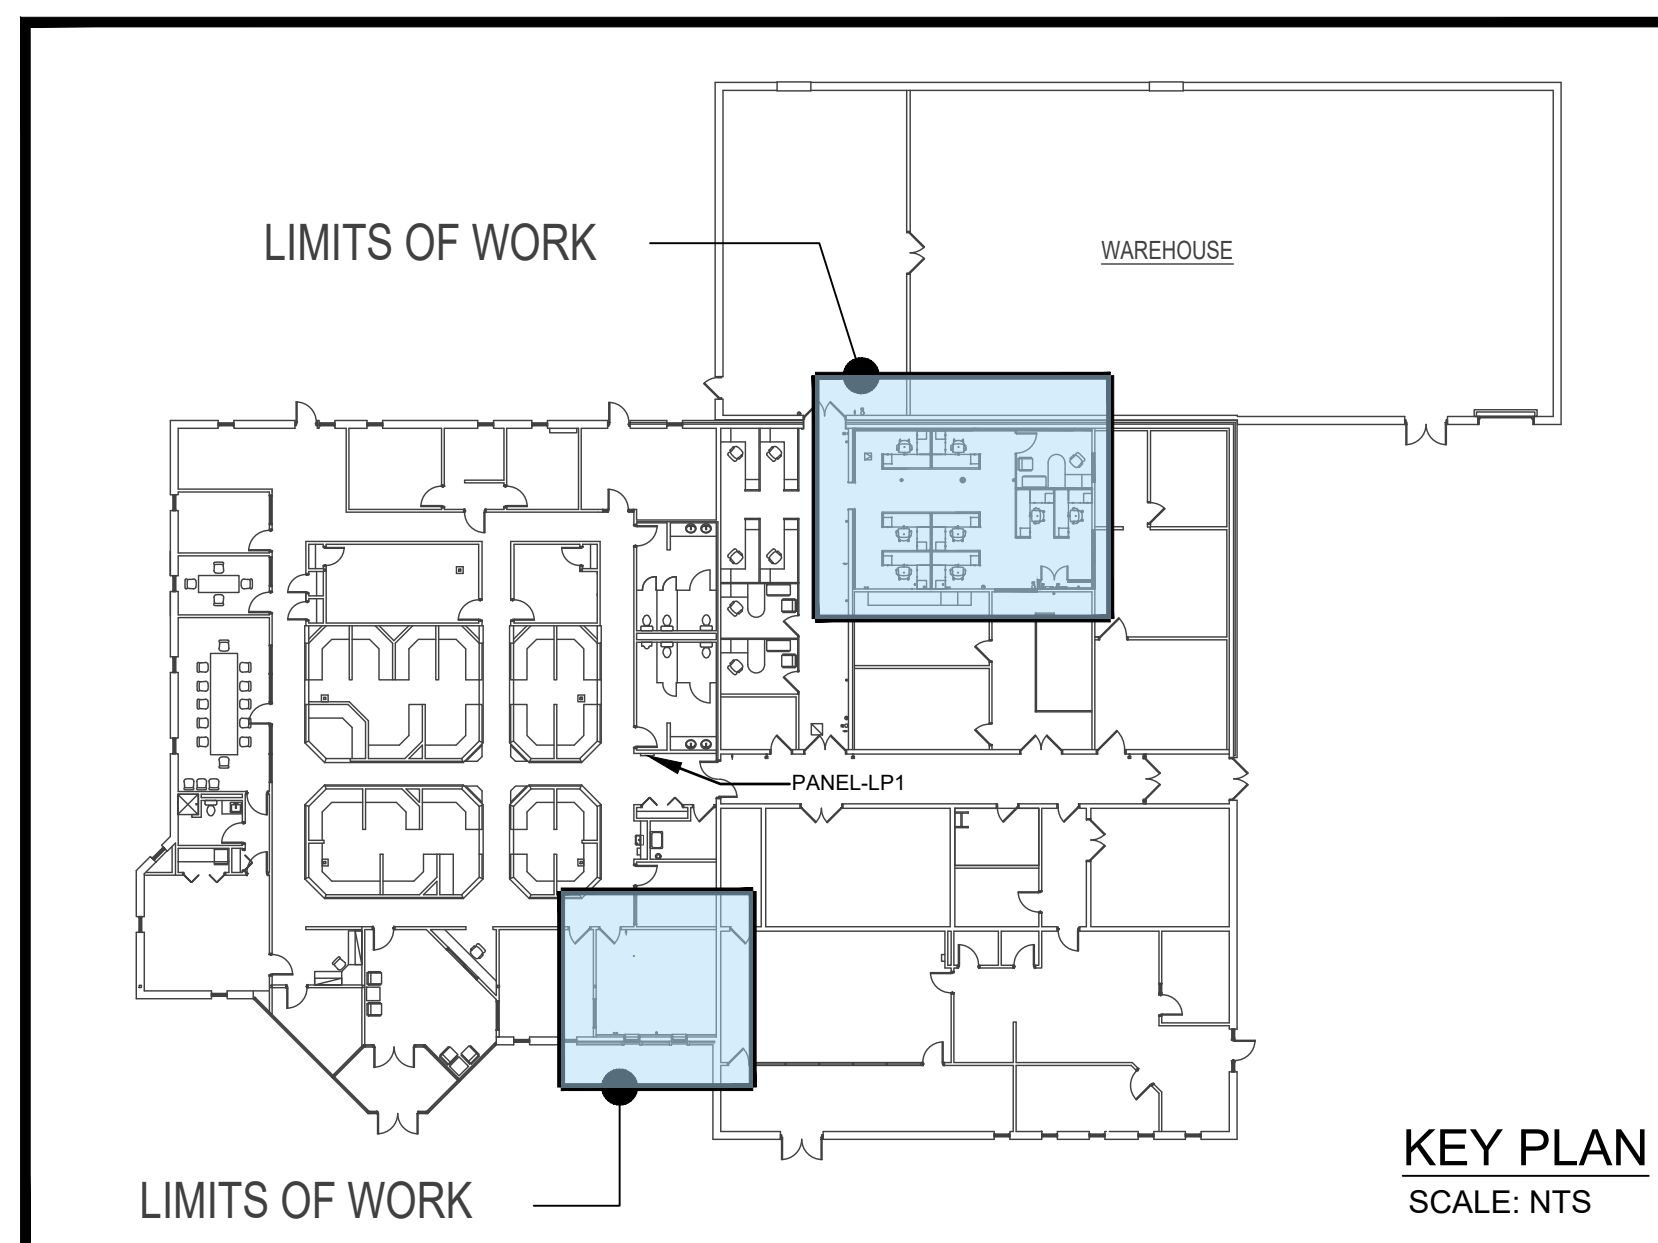 LIMITS OF WORK
WAREHOUSE
PANEL-LP1
LIMITS OF WORK
KEY PLAN
SCALE: NTS